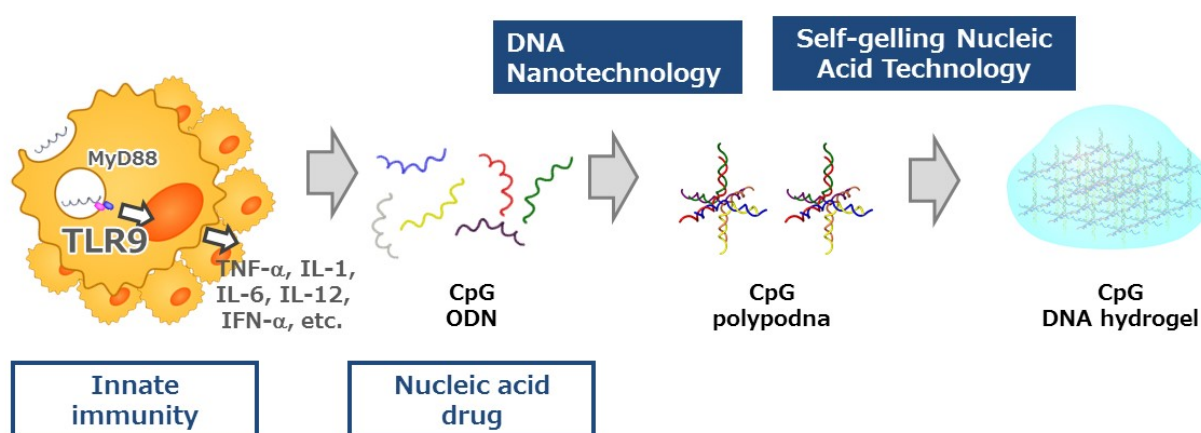 DNA
Nanotechnology
Self-gelling Nucleic
Acid Technology
MyD88
TLR9
TNF-α, IL-1,
IL-6, IL-12,
IFN-α, etc.
CpG
ODN
CpG
polypodna
CpG
DNA hydrogel
Innate
immunity
Nucleic acid
drug